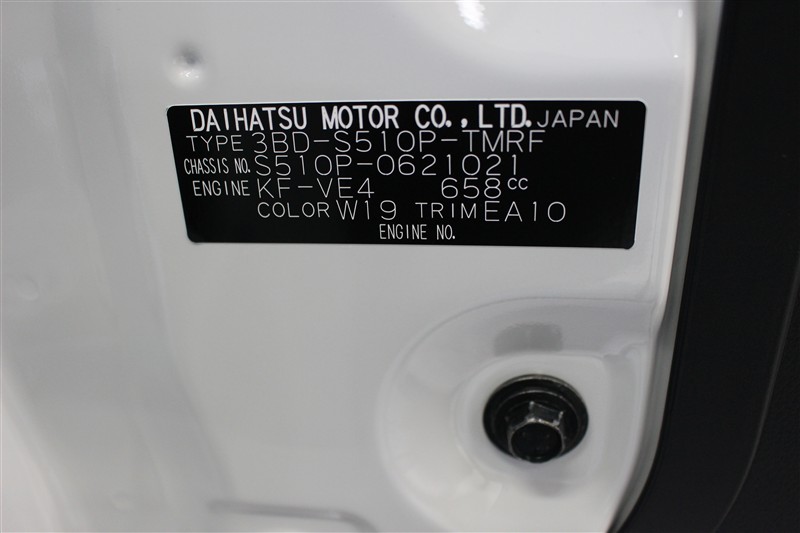 DAIHATSU MOTOR CO.,LTD. JAPAN
TYPE 3BD-S510P-TMRF
CHASSIS NO. S510P-0621021
ENGINE KF-VE4 658cc
COLOR W19 TRIM EA10
ENGINE NO.